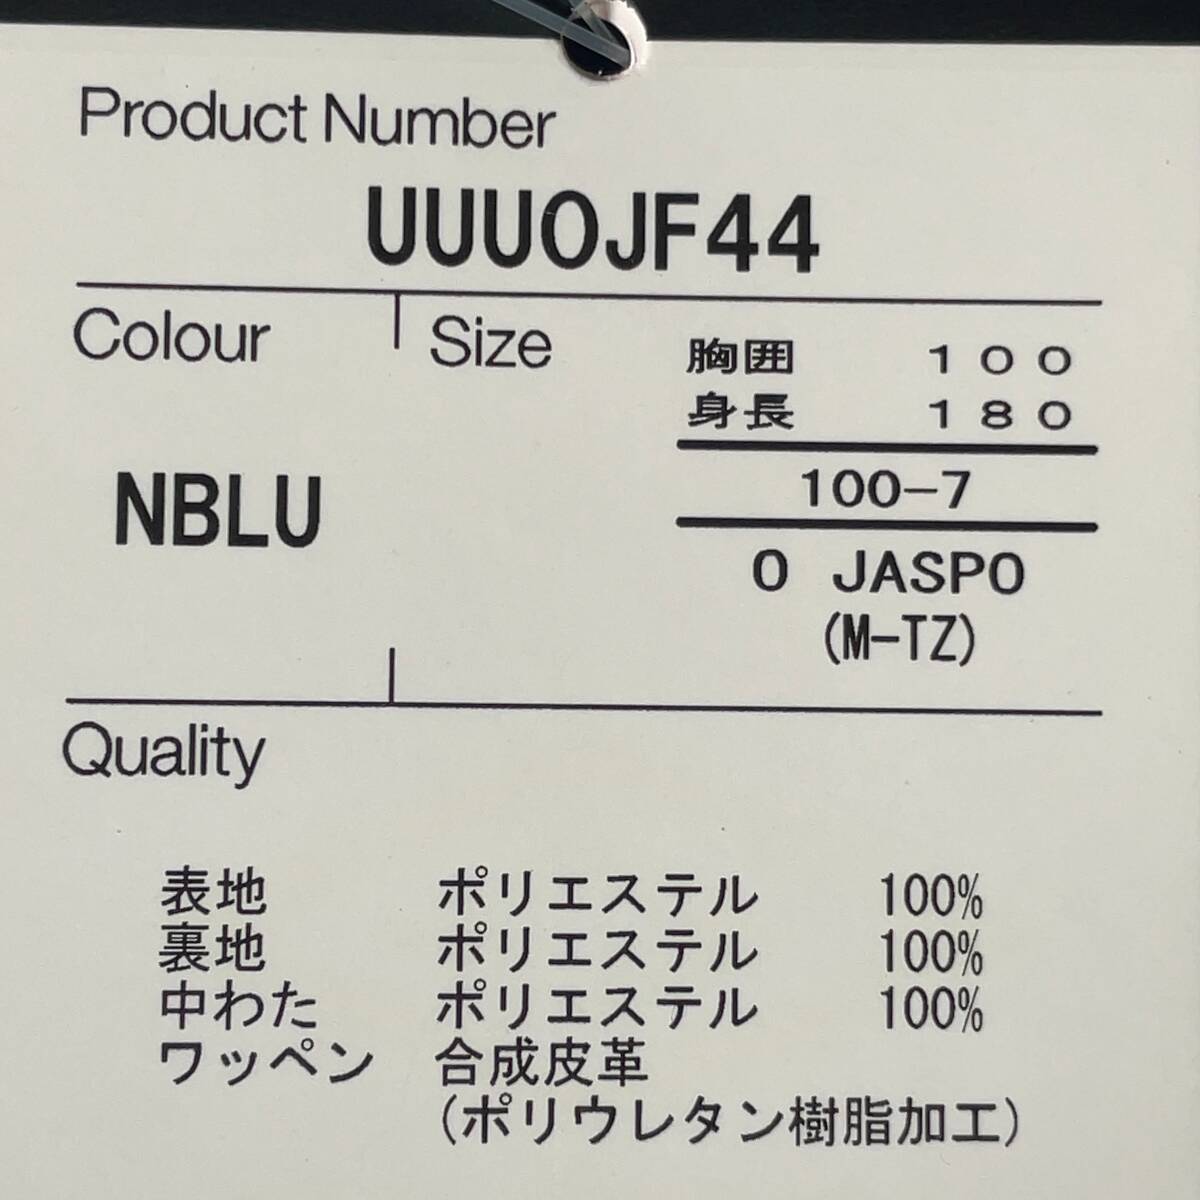 Product Number
UUUOJF44
Colour
Size
胸囲 100
身長 180
100-7
NBLU
O JASPO
(M-TZ)
Quality
表地 ポリエステル 100%
裏地 ポリエステル 100%
中わた ポリエステル 100%
ワッペン 合成皮革
(ポリウレタン樹脂加工)